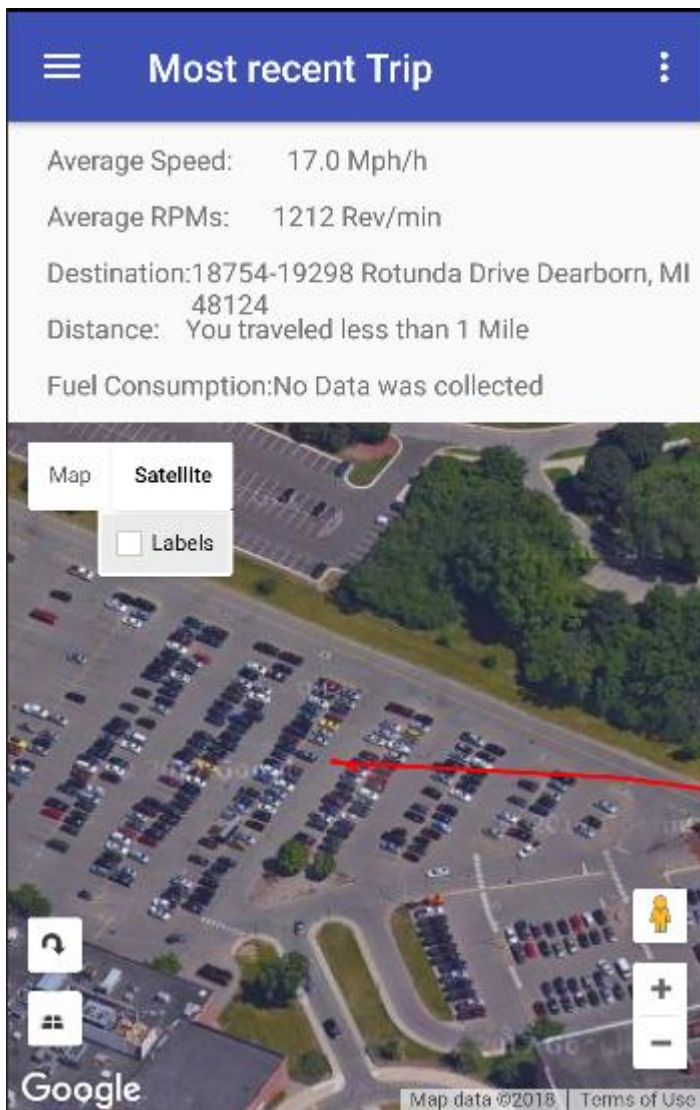 Most recent Trip
Average Speed: 17.0 Mph/h
Average RPMs: 1212 Rev/min
Destination:18754-19298 Rotunda Drive Dearborn, MI
48124
Distance: You traveled less than 1 Mile
Fuel Consumption:No Data was collected
Map Satellite
Labels
Google
Map data ©2018 Terms of Use